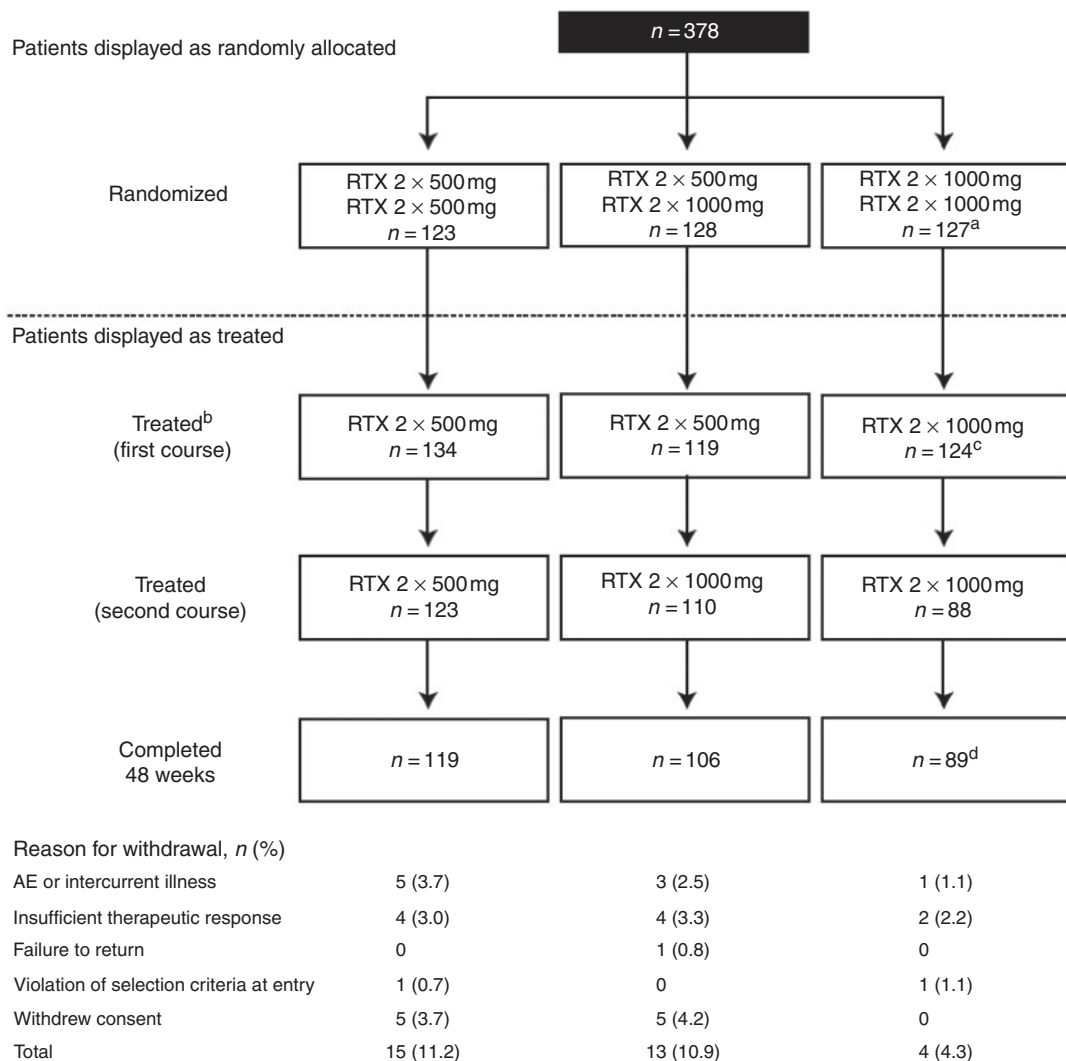 n = 378
Patients displayed as randomly allocated
Randomized
RTX 2 × 500 mg
RTX 2 × 500 mg
n = 123
RTX 2 × 500 mg
RTX 2 × 1000 mg
n = 128
RTX 2 × 1000 mg
RTX 2 × 1000 mg
n = 127a
Patients displayed as treated
Treatedb
(first course)
RTX 2 × 500 mg
n = 134
RTX 2 × 500 mg
n = 119
RTX 2 × 1000 mg
n = 124c
Treated
(second course)
RTX 2 × 500 mg
n = 123
RTX 2 × 1000 mg
n = 110
RTX 2 × 1000 mg
n = 88
Completed
48 weeks
n = 119
n = 106
n = 89d
Reason for withdrawal, n (%)
AE or intercurrent illness 5 (3.7) 3 (2.5) 1 (1.1)
Insufficient therapeutic response 4 (3.0) 4 (3.3) 2 (2.2)
Failure to return 0 1 (0.8) 0
Violation of selection criteria at entry 1 (0.7) 0 1 (1.1)
Withdrew consent 5 (3.7) 5 (4.2) 0
Total 15 (11.2) 13 (10.9) 4 (4.3)